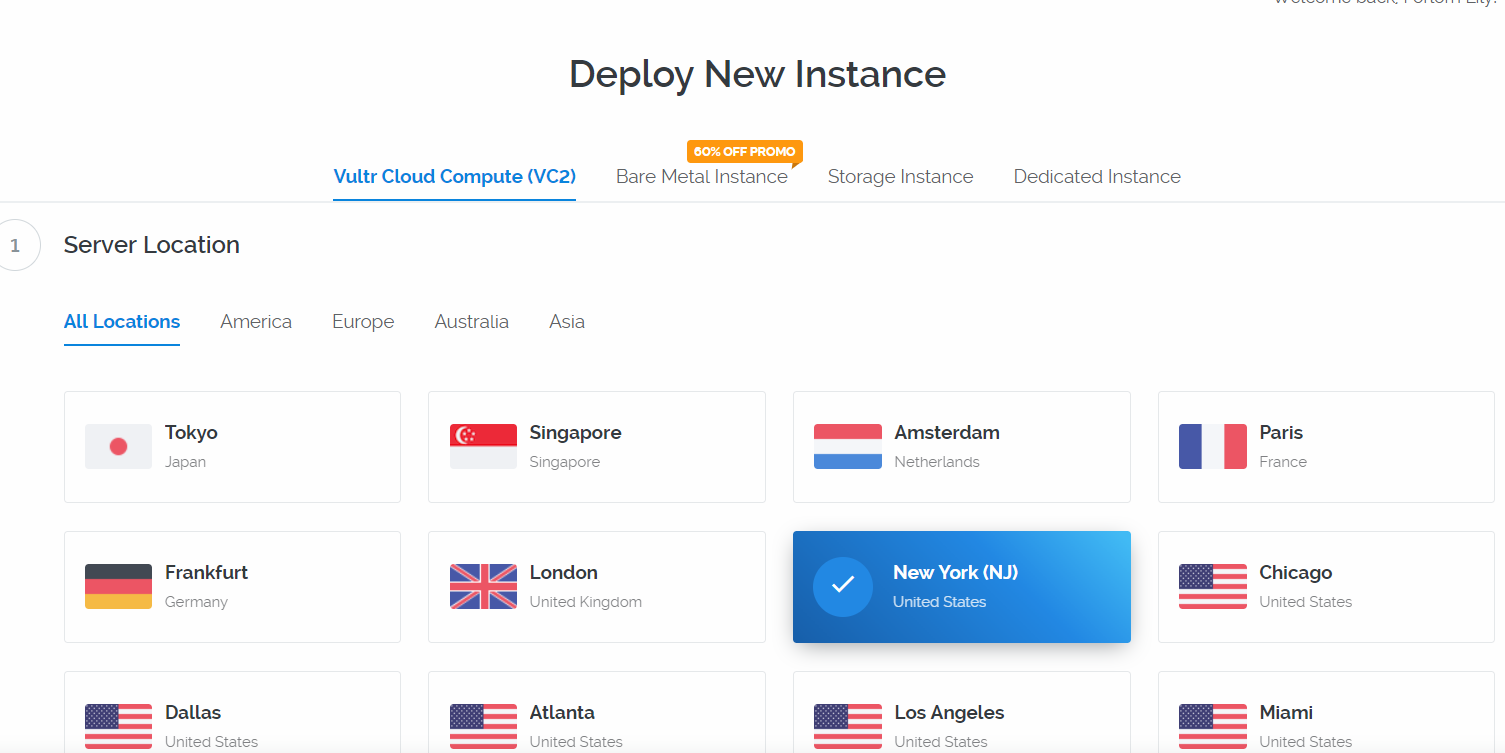 Deploy New Instance
60% OFF PROMO
Vultr Cloud Compute (VC2) Bare Metal Instance Storage Instance Dedicated Instance
1 Server Location
All Locations America Europe Australia Asia
Tokyo Singapore Amsterdam Paris
Japan Singapore Netherlands France
Frankfurt London New York (NJ) Chicago
Germany United Kingdom United States United States
Dallas Atlanta Los Angeles Miami
United States United States United States United States